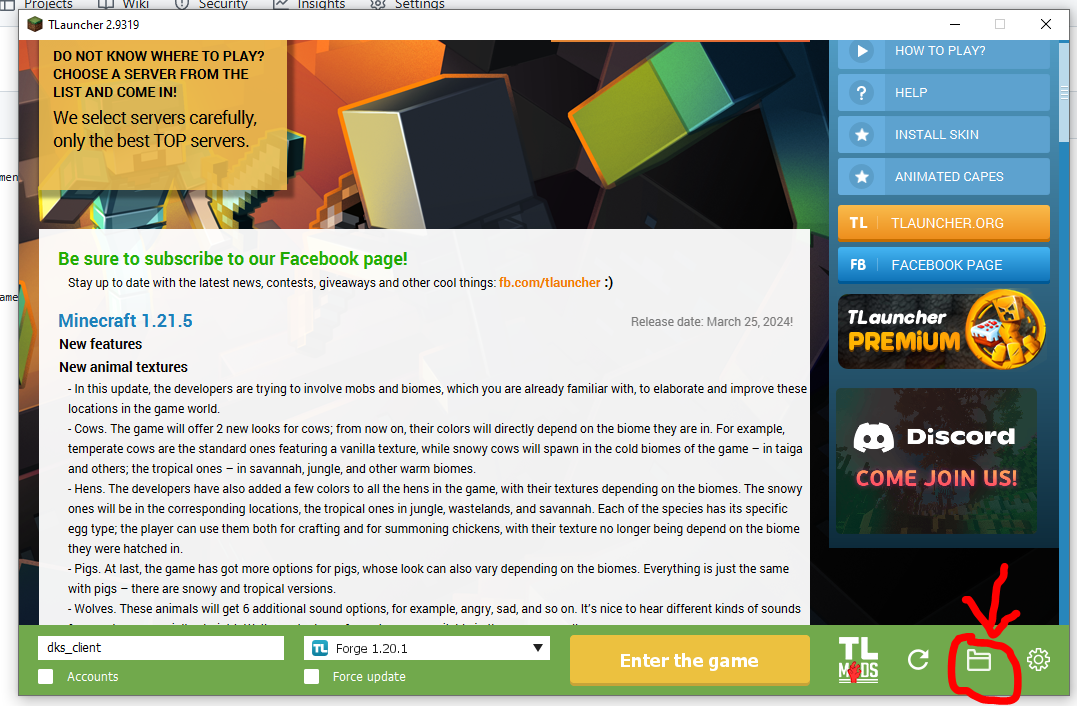 Projects
Wiki
Security
Insights
Settings
TLauncher 2.9319
DO NOT KNOW WHERE TO PLAY?
CHOOSE A SERVER FROM THE
LIST AND COME IN!
We select servers carefully,
only the best TOP servers.
HOW TO PLAY?
HELP
INSTALL SKIN
ANIMATED CAPES
TL TLAUNCHER.ORG
FB FACEBOOK PAGE
TLauncher
PREMIUM
Discord
COME JOIN US!
Be sure to subscribe to our Facebook page!
Stay up to date with the latest news, contests, giveaways and other cool things: fb.com/tlauncher :)
Minecraft 1.21.5
Release date: March 25, 2024!
New features
New animal textures
- In this update, the developers are trying to involve mobs and biomes, which you are already familiar with, to elaborate and improve these
locations in the game world.
- Cows. The game will offer 2 new looks for cows; from now on, their colors will directly depend on the biome they are in. For example,
temperate cows are the standard ones featuring a vanilla texture, while snowy cows will spawn in the cold biomes of the game – in taiga
and others; the tropical ones – in savannah, jungle, and other warm biomes.
- Hens. The developers have also added a few colors to all the hens in the game, with their textures depending on the biomes. The snowy
ones will be in the corresponding locations, the tropical ones in jungle, wastelands, and savannah. Each of the species has its specific
egg type; the player can use them both for crafting and for summoning chickens, with their texture no longer being depend on the biome
they were hatched in.
- Pigs. At last, the game has got more options for pigs, whose look can also vary depending on the biomes. Everything is just the same
with pigs – there are snowy and tropical versions.
- Wolves. These animals will get 6 additional sound options, for example, angry, sad, and so on. It's nice to hear different kinds of sounds
dks_client
TL Forge 1.20.1
Enter the game
TL
MODS
Accounts
Force update